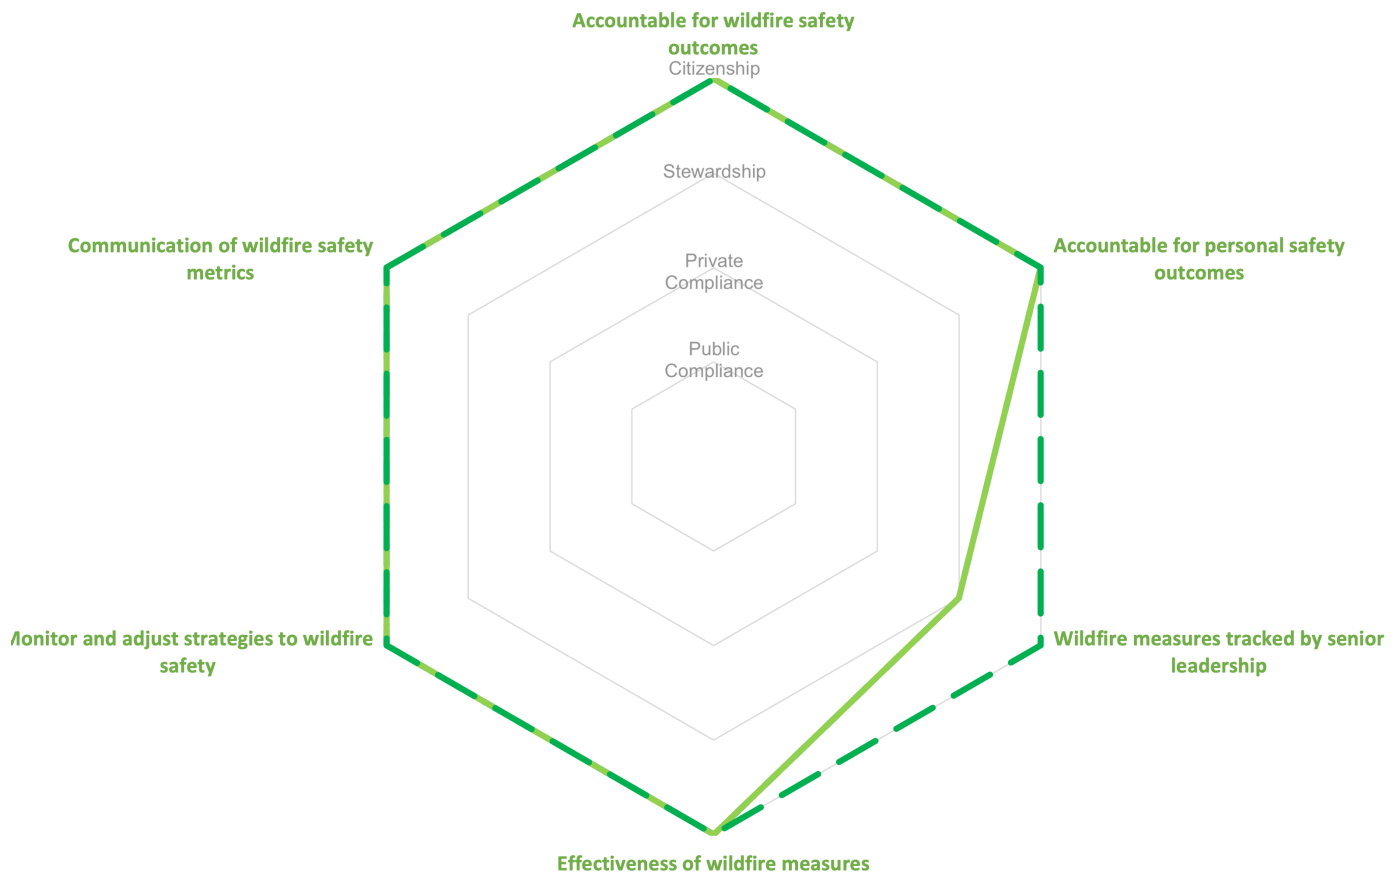 Accountable for wildfire safety
outcomes
Citizenship
Stewardship
Private
Compliance
Public
Compliance
Communication of wildfire safety
metrics
Accountable for personal safety
outcomes
Monitor and adjust strategies to wildfire
safety
Wildfire measures tracked by senior
leadership
Effectiveness of wildfire measures